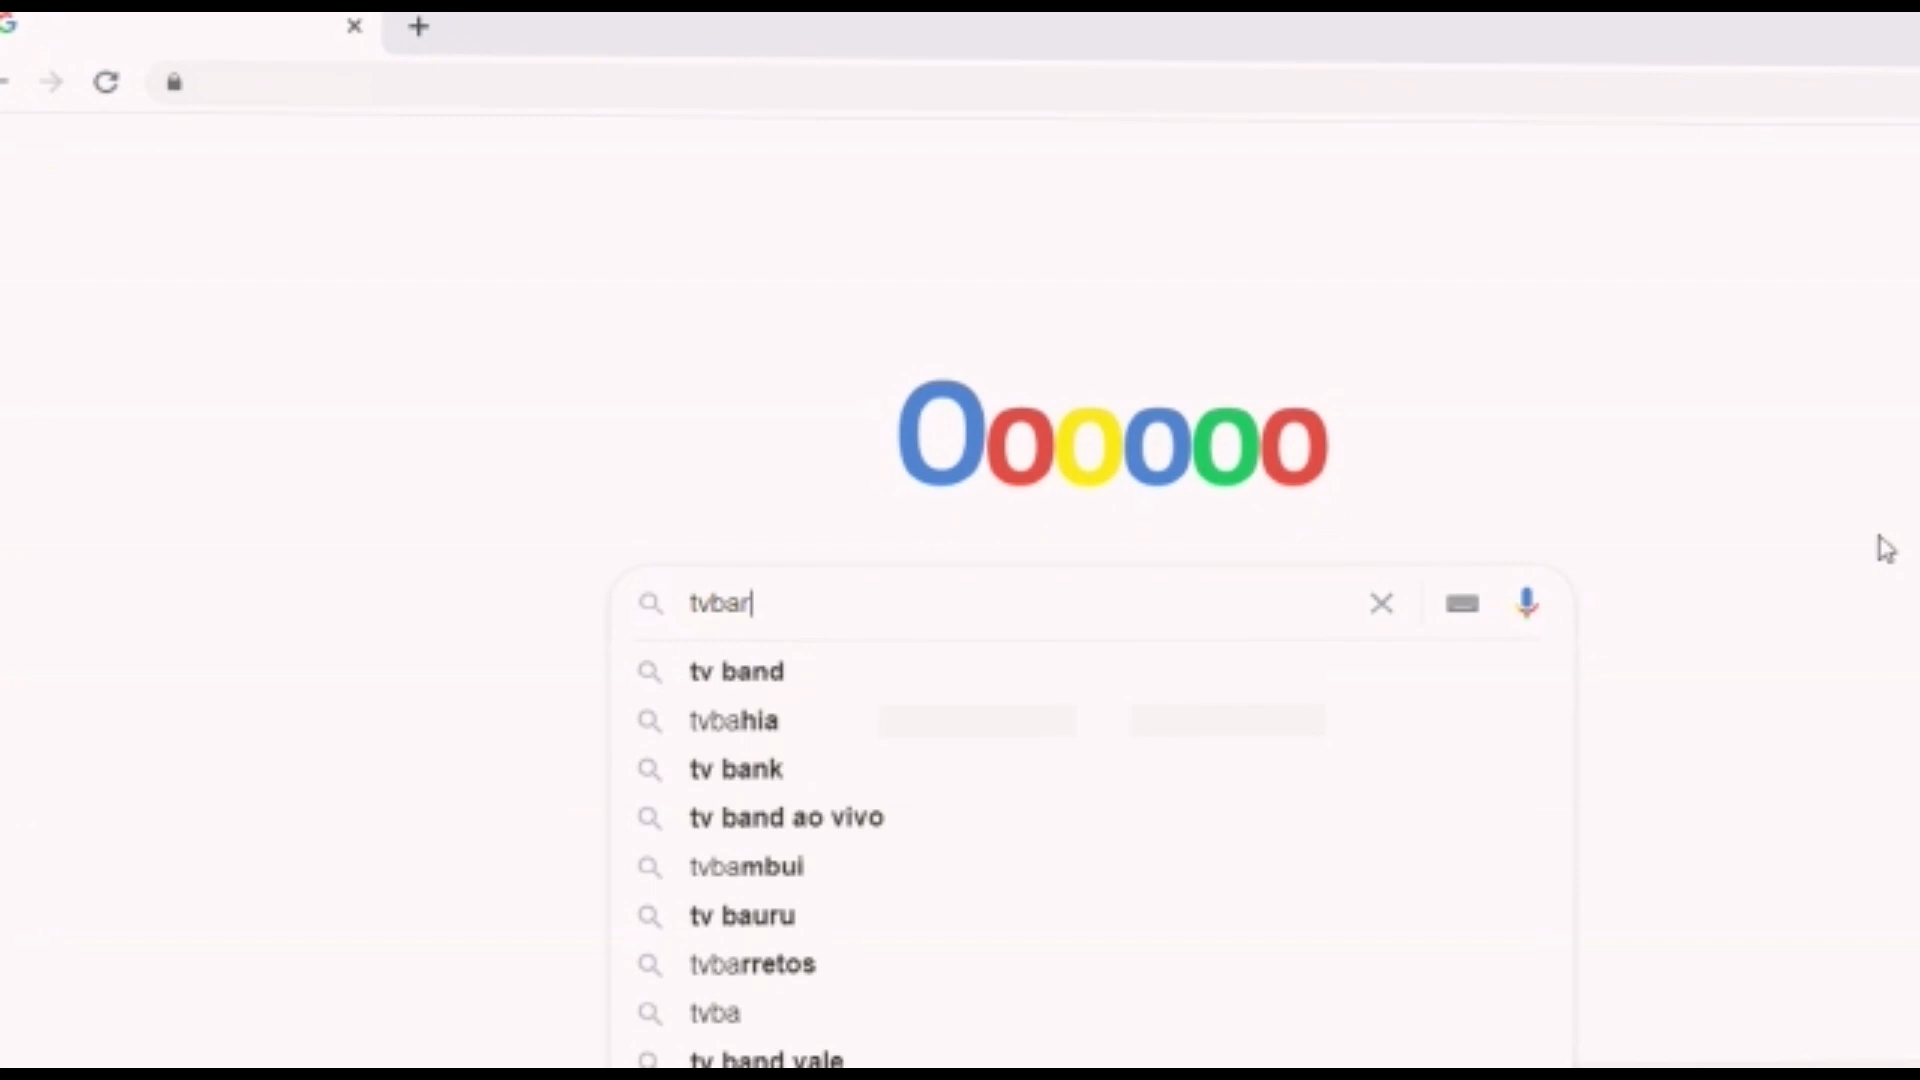 Oooooo
tvbar
tv band
tvbahia
tv bank
tv band ao vivo
tvbambui
tv bauru
tvbarretos
tvba
tv band vale